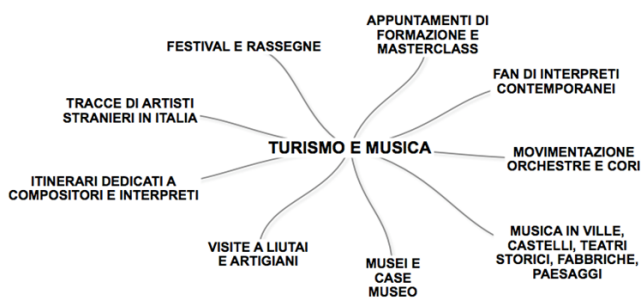 APPUNTAMENTI DI
FORMAZIONE E
MASTERCLASS
FESTIVAL E RASSEGNE
FAN DI INTERPRETI
CONTEMPORANEI
TRACCE DI ARTISTI
STRANIERI IN ITALIA
TURISMO E MUSICA
MOVIMENTAZIONE
ORCHESTRE E CORI
ITINERARI DEDICATI A
COMPOSITORI E INTERPRETI
MUSICA IN VILLE,
CASTELLI, TEATRI
STORICI, FABBRICHE,
PAESAGGI
VISITE A LIUTAI
E ARTIGIANI
MUSEI E
CASE
MUSEO